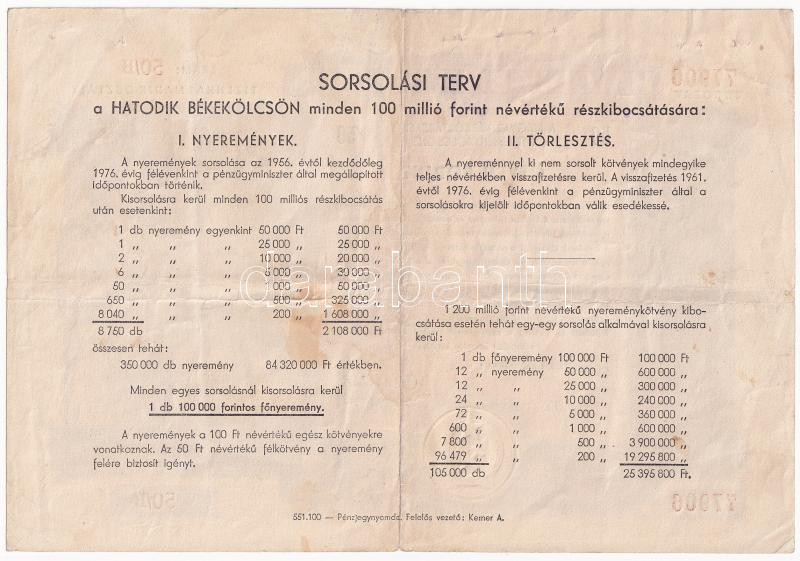 SORSOLÁSI TERV
a HATODIK BÉKEKÖLCSÖN minden 100 millió forint névértékű részkibocsátására:
I. NYEREMÉNYEK.
A nyeremények sorsolása az 1956. évtől kezdődőleg
1976. évig félévenkint a pénzügyminiszter által megállapított
időpontokban történik.
Kisorsolásra kerül minden 100 milliós részkibocsátás
után esetenkint:
1 db nyeremény egyenkint 50 000 Ft 50 000 Ft
1 „ „ „ 25 000 „ 25 000 „
2 „ „ „ 10 000 „ 20 000 „
6 „ „ „ 5 000 „ 30 000 „
50 „ „ „ 1 000 „ 50 000 „
650 „ „ „ 500 „ 325 000 „
8 040 „ „ „ 200 „ 1 608 000 „
8 750 db 2 108 000 Ft
összesen tehát:
350 000 db nyeremény 84 320 000 Ft értékben.
Minden egyes sorsolásnál kisorsolásra kerül
1 db 100 000 forintos főnyeremény.
A nyeremények a 100 Ft névértékű egész kötvényekre
vonatkoznak. Az 50 Ft névértékű félkötvény a nyeremény
felére biztosít igényt.
II. TÖRLESZTÉS.
A nyereménnyel ki nem sorsolt kötvények mindegyike
teljes névértékben visszafizetésre kerül. A visszafizetés 1961.
évtől 1976. évig félévenkint a pénzügyminiszter által a
sorsolásokra kijelölt időpontokban válik esedékessé.
1 200 millió forint névértékű nyereménykötvény kibo-
csátása esetén tehát egy-egy sorsolás alkalmával kisorsolásra
kerül:
1 db főnyeremény 100 000 Ft 100 000 Ft
12 „ nyeremény 50 000 „ 600 000 „
12 „ „ 25 000 „ 300 000 „
24 „ „ 10 000 „ 240 000 „
72 „ „ 5 000 „ 360 000 „
600 „ „ 1 000 „ 600 000 „
7 800 „ „ 500 „ 3 900 000 „
96 479 „ „ 200 „ 19 295 800 „
105 000 db 25 395 800 Ft.
551.100 — Pénzjegynyomda. Felelős vezető: Kemer A.
darabanth